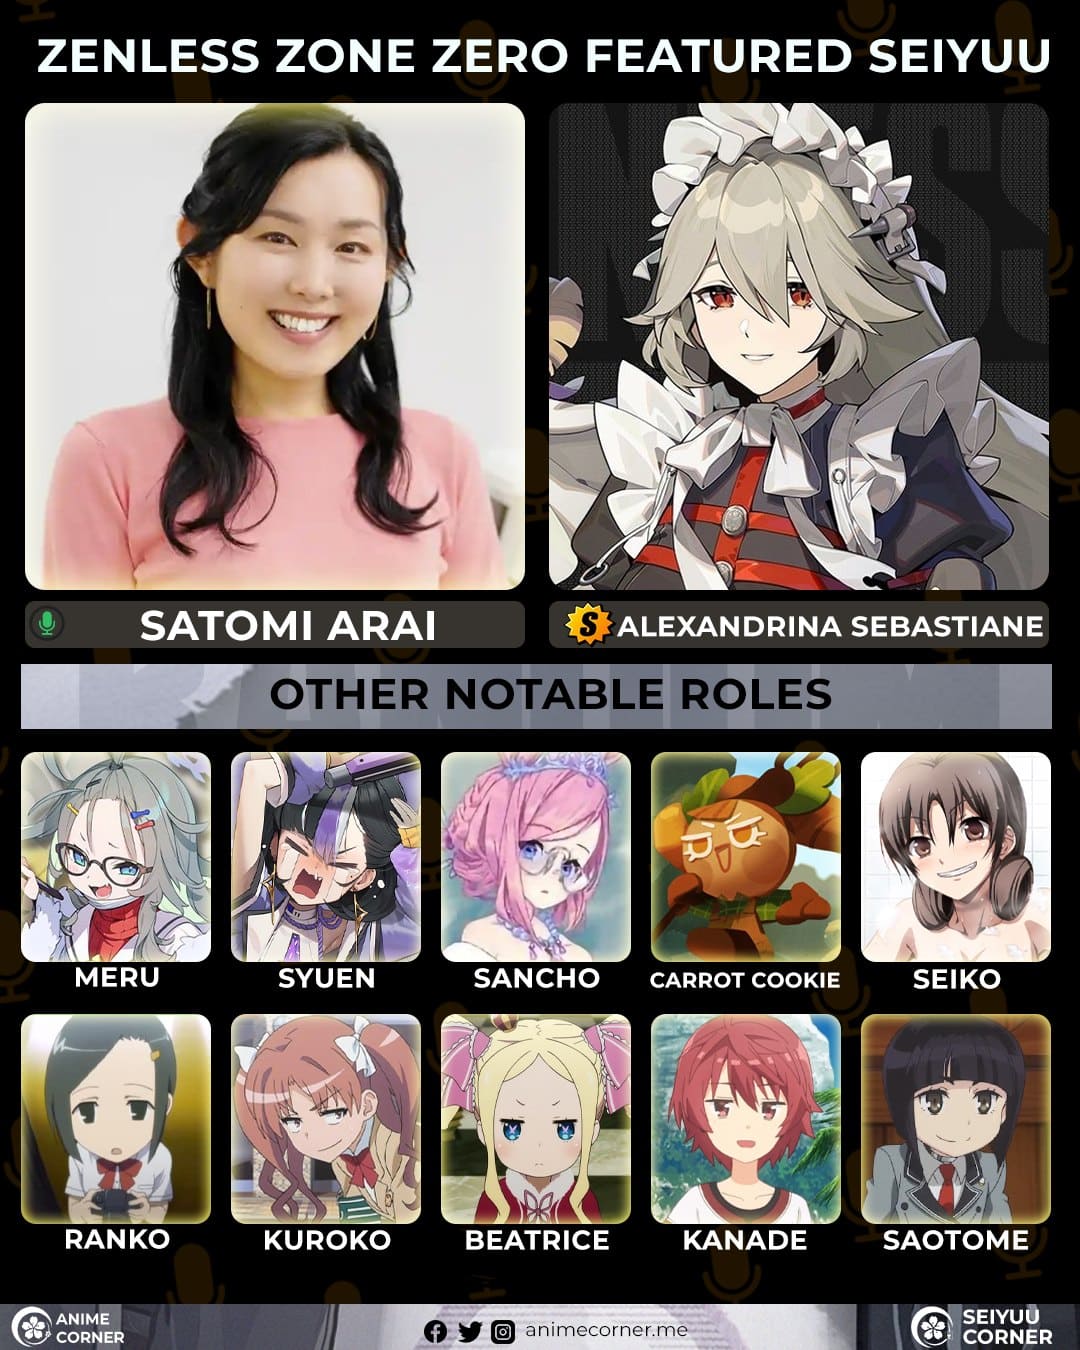 ZENLESS ZONE ZERO FEATURED SEIYUU
SATOMI ARAI
S ALEXANDRINA SEBASTIANE
OTHER NOTABLE ROLES
MERU
SYUEN
SANCHO
CARROT COOKIE
SEIKO
RANKO
KUROKO
BEATRICE
KANADE
SAOTOME
ANIME
CORNER
animecorner.me
SEIYUU
CORNER